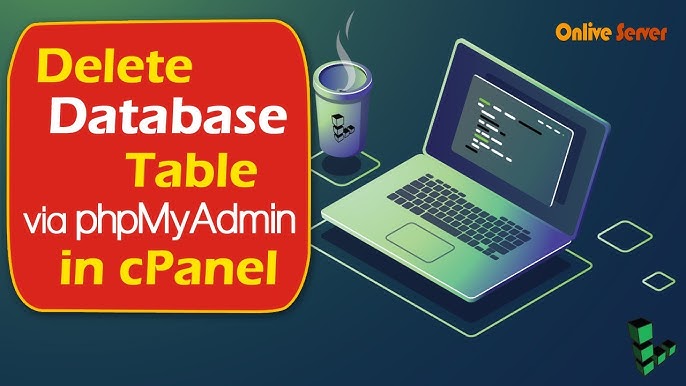 Onlive Server
Delete
Database
Table
via phpMyAdmin
in cPanel